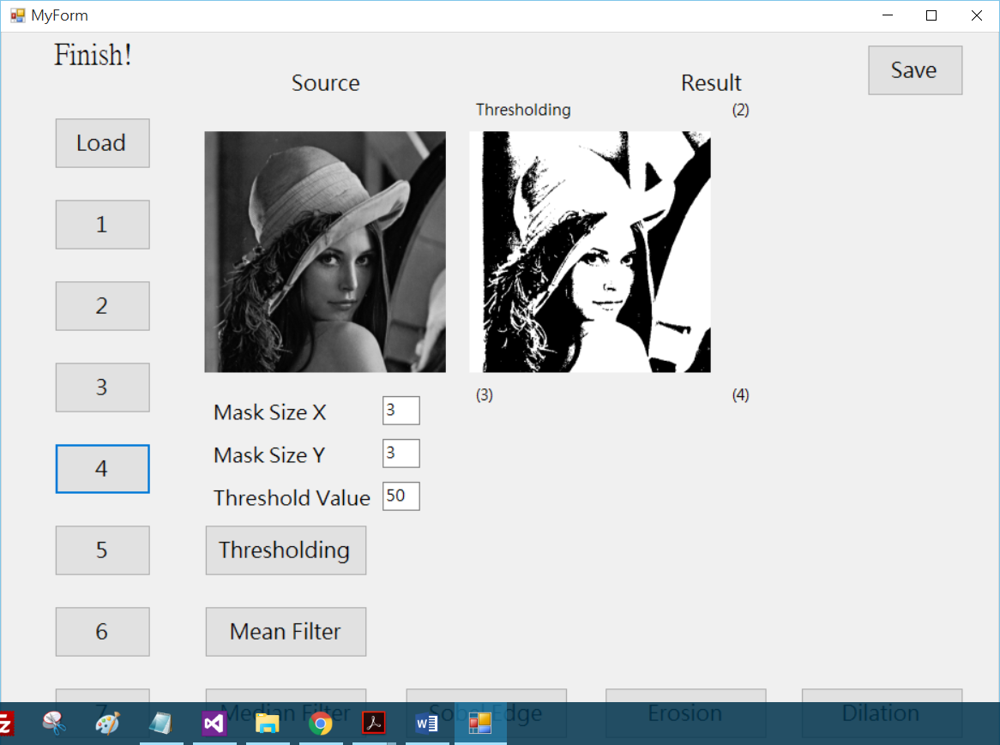 MyForm
Finish!
Source
Result
Save
Thresholding
(2)
Load
1
2
3
(3)
(4)
Mask Size X
3
Mask Size Y
3
4
Threshold Value
50
5
Thresholding
6
Mean Filter
7
Median Filter
Sobel Edge
Erosion
Dilation